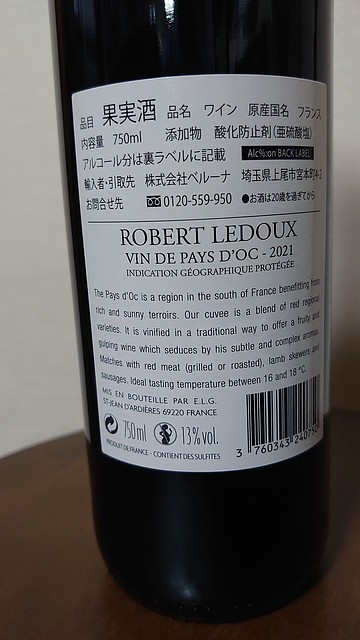 品目 果実酒 品名 ワイン 原産国名 フランス
内容量 750ml 添加物 酸化防止剤(亜硫酸塩)
アルコール分は裏ラベルに記載 Alc%:on BACK LABEL
輸入者・引取先 株式会社ベルーナ 埼玉県上尾市宮本町4-2
お問合せ先 0120-559-950 ●お酒は20歳を過ぎてから
ROBERT LEDOUX
VIN DE PAYS D'OC - 2021
INDICATION GÉOGRAPHIQUE PROTÉGÉE
The Pays d'Oc is a region in the south of France benefitting from
rich and sunny terroirs. Our cuvee is a blend of red regional
varieties. It is vinified in a traditional way to offer a fruity and
gulping wine which seduces by his subtle and complex aromas.
Matches with red meat (grilled or roasted), lamb skewers and
sausages. Ideal tasting temperature between 16 and 18 °C.
MIS EN BOUTEILLE PAR E.L.G.
ST-JEAN D'ARDIÈRES 69220 FRANCE
750 ml 13% vol.
PRODUIT DE FRANCE - CONTIENT DES SULFITES
3 760343 240750